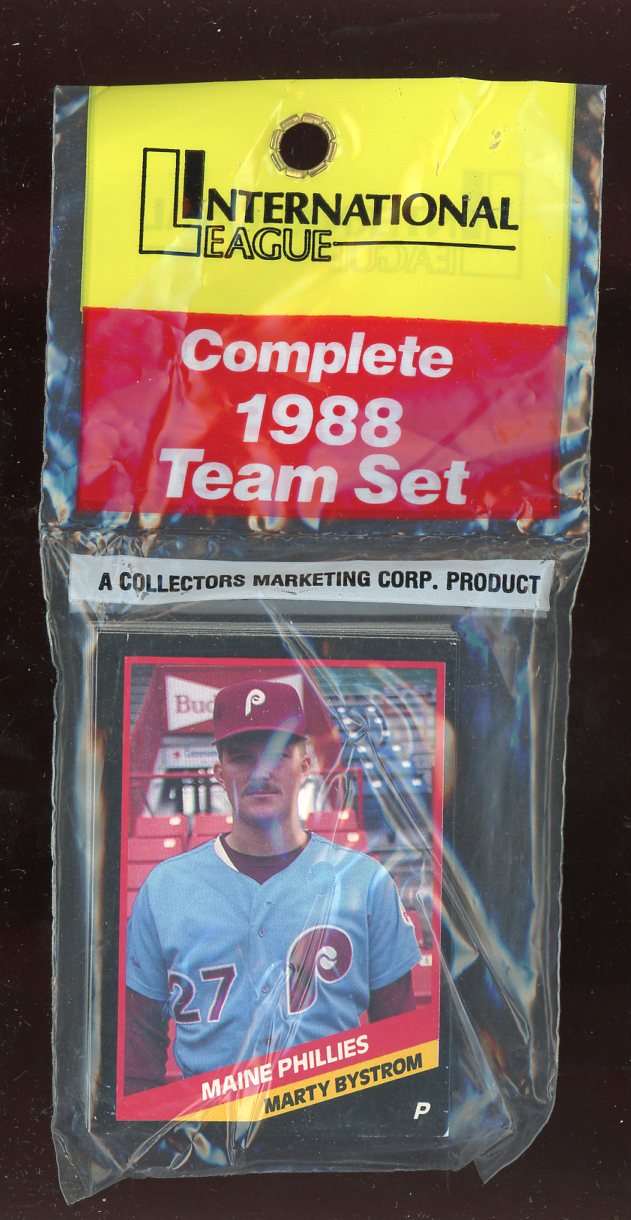 INTERNATIONAL
LEAGUE
Complete
1988
Team Set
A COLLECTORS MARKETING CORP. PRODUCT
P
27 P
MAINE PHILLIES
MARTY BYSTROM
P